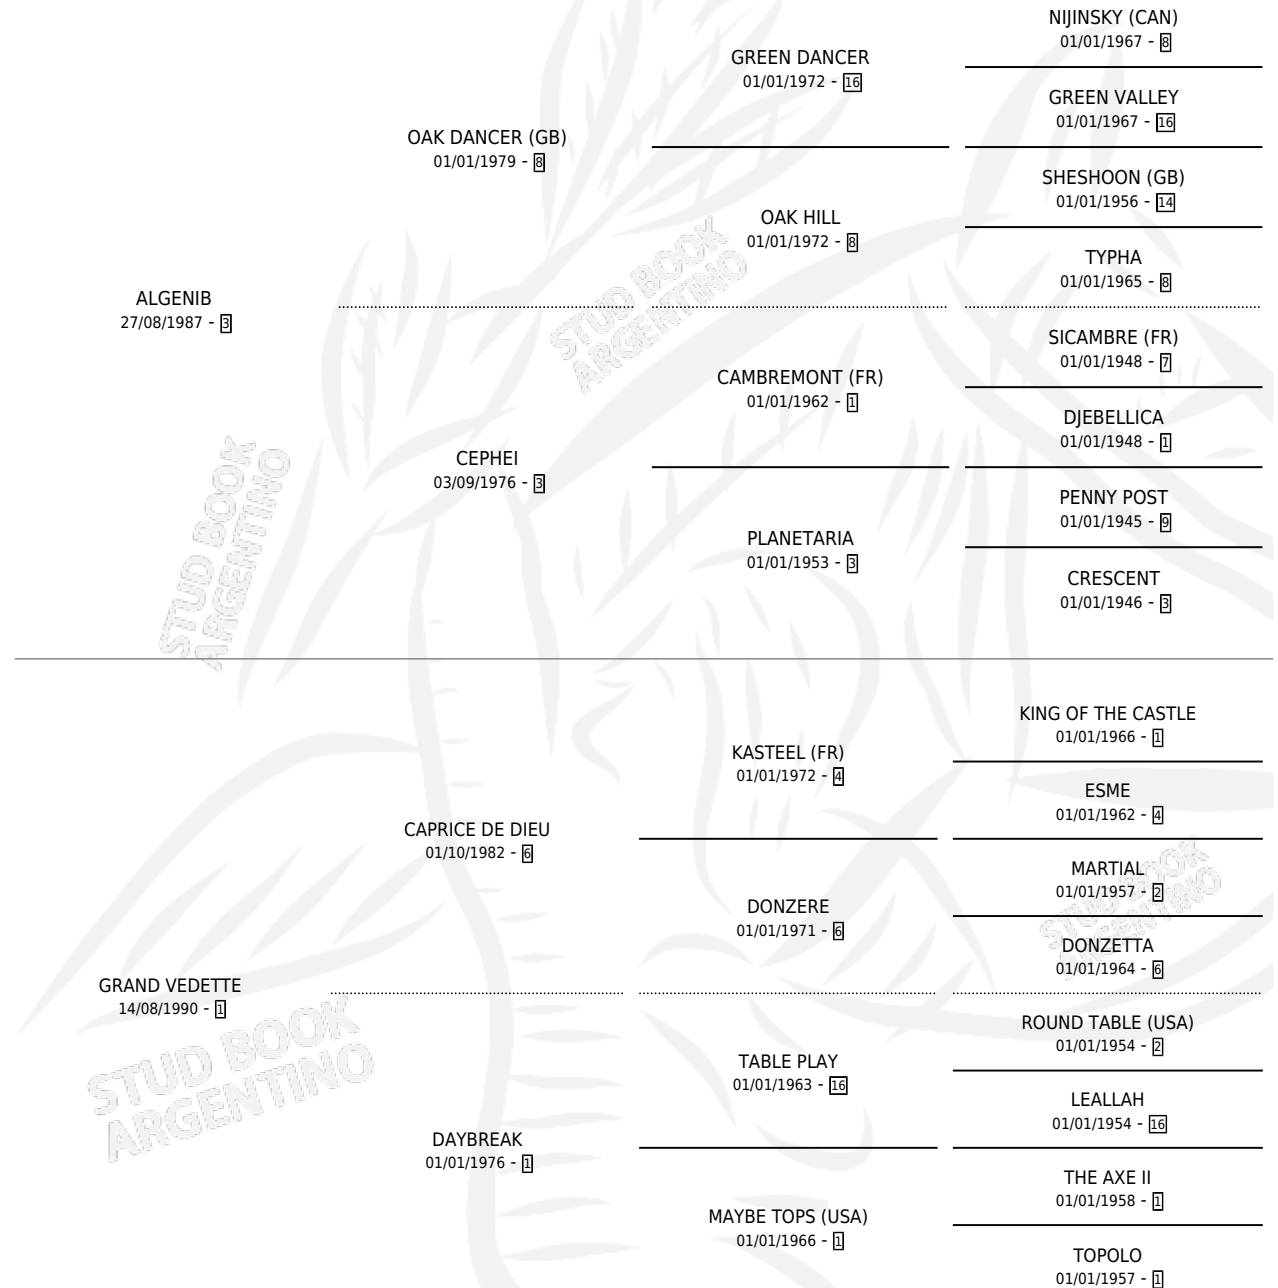 NIJINSKY (CAN)
01/01/1967 - 8
GREEN DANCER
01/01/1972 - 16
GREEN VALLEY
01/01/1967 - 16
OAK DANCER (GB)
01/01/1979 - 8
SHESHOON (GB)
01/01/1956 - 14
OAK HILL
01/01/1972 - 8
TYPHA
01/01/1965 - 8
ALGENIB
27/08/1987 - 3
STUD BOOK
ARGENTINO
SICAMBRE (FR)
01/01/1948 - 7
CAMBREMONT (FR)
01/01/1962 - 1
DJEBELLICA
01/01/1948 - 1
CEPHEI
03/09/1976 - 3
PENNY POST
01/01/1945 - 9
PLANETARIA
01/01/1953 - 3
CRESCENT
01/01/1946 - 3
STUD BOOK
ARGENTINO
KING OF THE CASTLE
01/01/1966 - 1
KASTEEL (FR)
01/01/1972 - 4
ESME
01/01/1962 - 4
CAPRICE DE DIEU
01/10/1982 - 6
MARTIAL
01/01/1957 - 2
DONZERE
01/01/1971 - 6
DONZETTA
01/01/1964 - 6
STUD BOOK
ARGENTINO
GRAND VEDETTE
14/08/1990 - 1
STUD BOOK
ARGENTINO
ROUND TABLE (USA)
01/01/1954 - 2
TABLE PLAY
01/01/1963 - 16
LEALLAH
01/01/1954 - 16
DAYBREAK
01/01/1976 - 1
THE AXE II
01/01/1958 - 1
MAYBE TOPS (USA)
01/01/1966 - 1
TOPOLO
01/01/1957 - 1